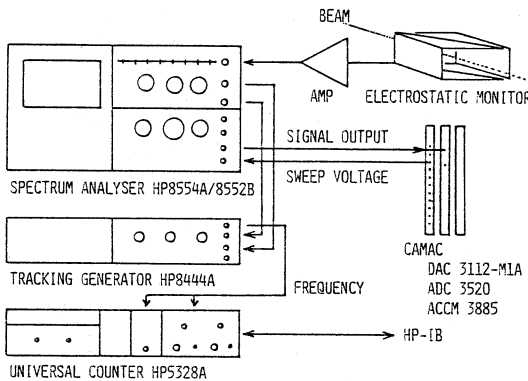 BEAM
AMP
ELECTROSTATIC MONITOR
SIGNAL OUTPUT
SWEEP VOLTAGE
SPECTRUM ANALYSER HP8554A/8552B
CAMAC
DAC 3112-M1A
ADC 3520
ACCM 3885
TRACKING GENERATOR HP8444A
FREQUENCY
HP-IB
UNIVERSAL COUNTER HP5328A